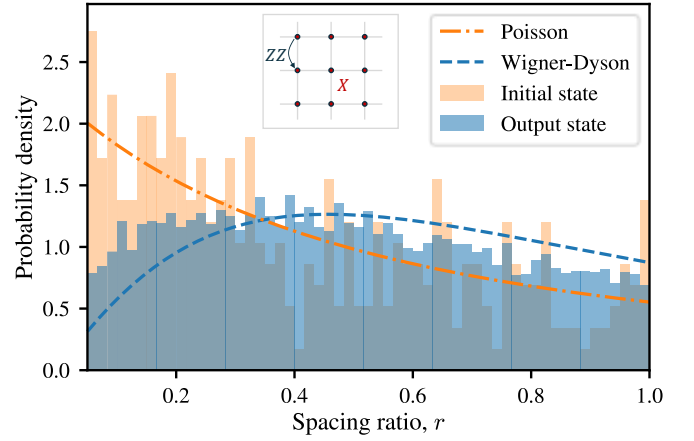 Probability density
2.5
2.0
1.5
1.0
0.5
0.0
ZZ
X
Poisson
Wigner-Dyson
Initial state
Output state
0.2
0.4
0.6
0.8
1.0
Spacing ratio, r